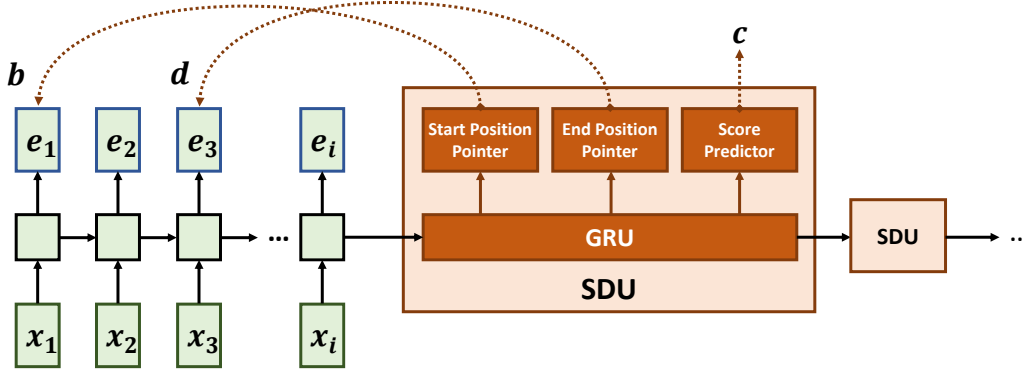 b
d
c
e₁
e₂
e₃
eᵢ
Start Position
Pointer
End Position
Pointer
Score
Predictor
...
GRU
SDU
SDU
..
x₁
x₂
x₃
xᵢ